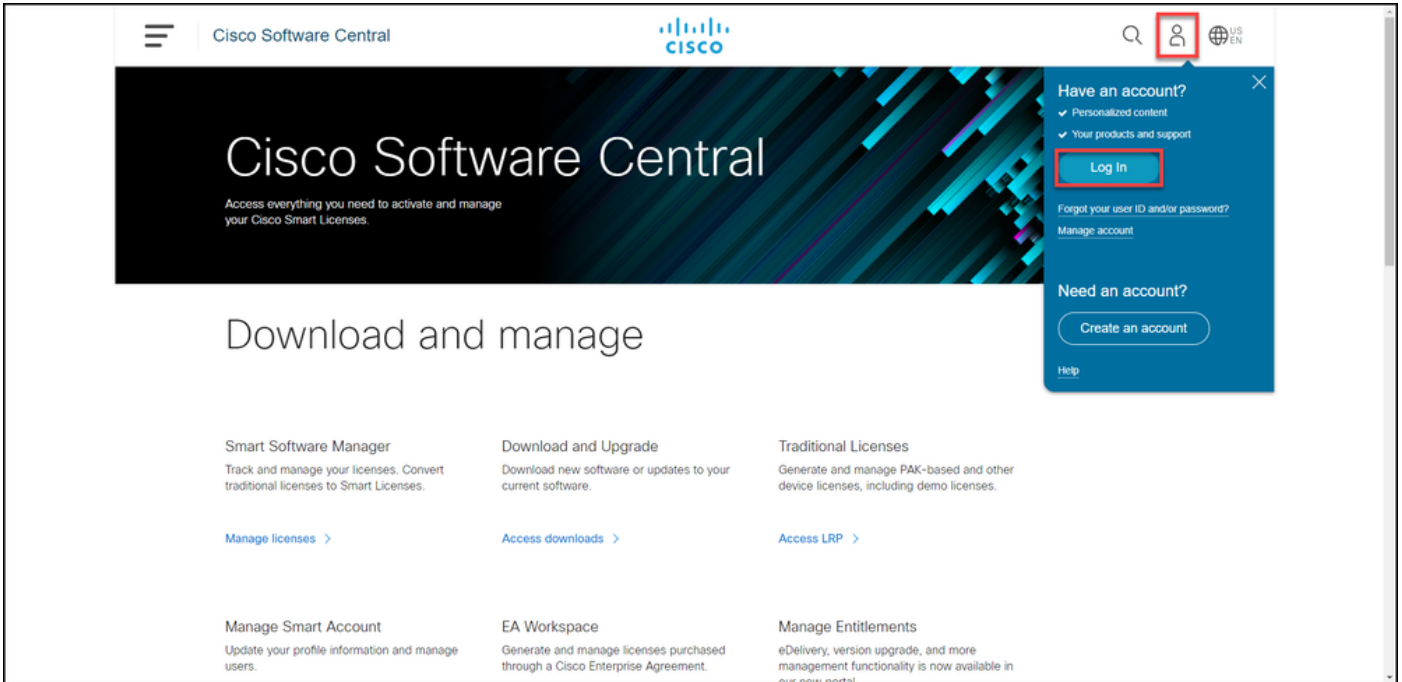 Cisco Software Central
CISCO
US
EN
Have an account?
Personalized content
Your products and support
Log In
Forgot your user ID and/or password?
Manage account
Need an account?
Create an account
Help
Cisco Software Central
Access everything you need to activate and manage
your Cisco Smart Licenses.
Download and manage
Smart Software Manager
Track and manage your licenses. Convert
traditional licenses to Smart Licenses.
Manage licenses
Download and Upgrade
Download new software or updates to your
current software.
Access downloads
Traditional Licenses
Generate and manage PAK-based and other
device licenses, including demo licenses.
Access LRP
Manage Smart Account
Update your profile information and manage
users.
EA Workspace
Generate and manage licenses purchased
through a Cisco Enterprise Agreement.
Manage Entitlements
eDelivery, version upgrade, and more
management functionality is now available in
our new portal